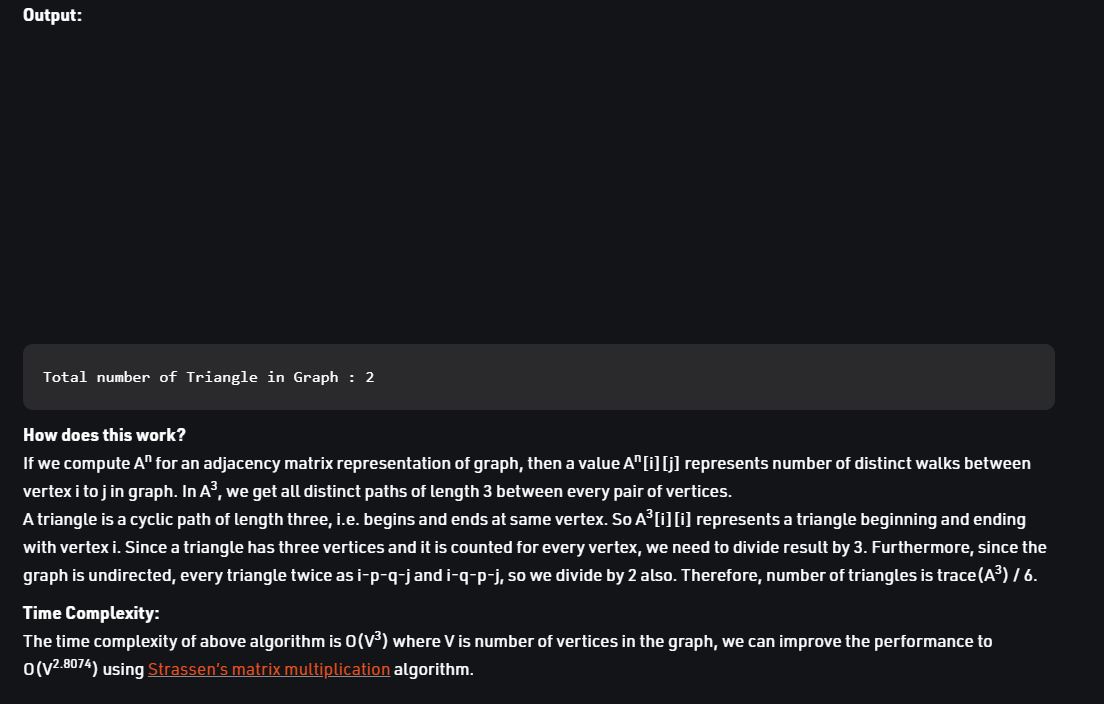 Output:
Total number of Triangle in Graph : 2
How does this work?
If we compute Aⁿ for an adjacency matrix representation of graph, then a value Aⁿ[i][j] represents number of distinct walks between
vertex i to j in graph. In A³, we get all distinct paths of length 3 between every pair of vertices.
A triangle is a cyclic path of length three, i.e. begins and ends at same vertex. So A³[i][i] represents a triangle beginning and ending
with vertex i. Since a triangle has three vertices and it is counted for every vertex, we need to divide result by 3. Furthermore, since the
graph is undirected, every triangle twice as i-p-q-j and i-q-p-j, so we divide by 2 also. Therefore, number of triangles is trace(A³) / 6.
Time Complexity:
The time complexity of above algorithm is O(V³) where V is number of vertices in the graph, we can improve the performance to
O(V²·⁸⁰⁷⁴) using Strassen’s matrix multiplication algorithm.